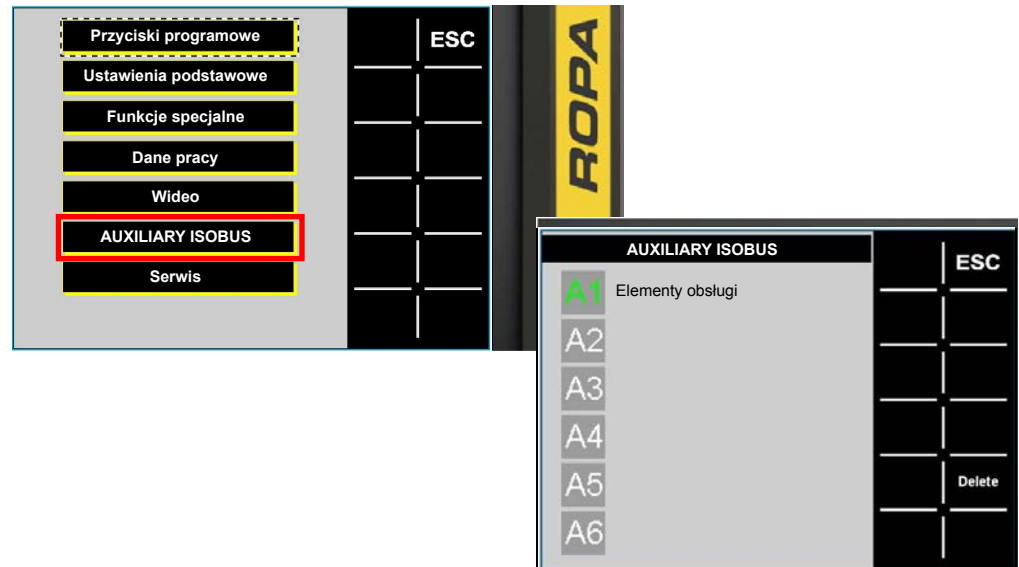 Przyciski programowe
ESC
Ustawienia podstawowe
Funkcje specjalne
Dane pracy
Wideo
AUXILIARY ISOBUS
Serwis
ROPA
AUXILIARY ISOBUS
ESC
A1 Elementy obsługi
A2
A3
A4
A5
Delete
A6